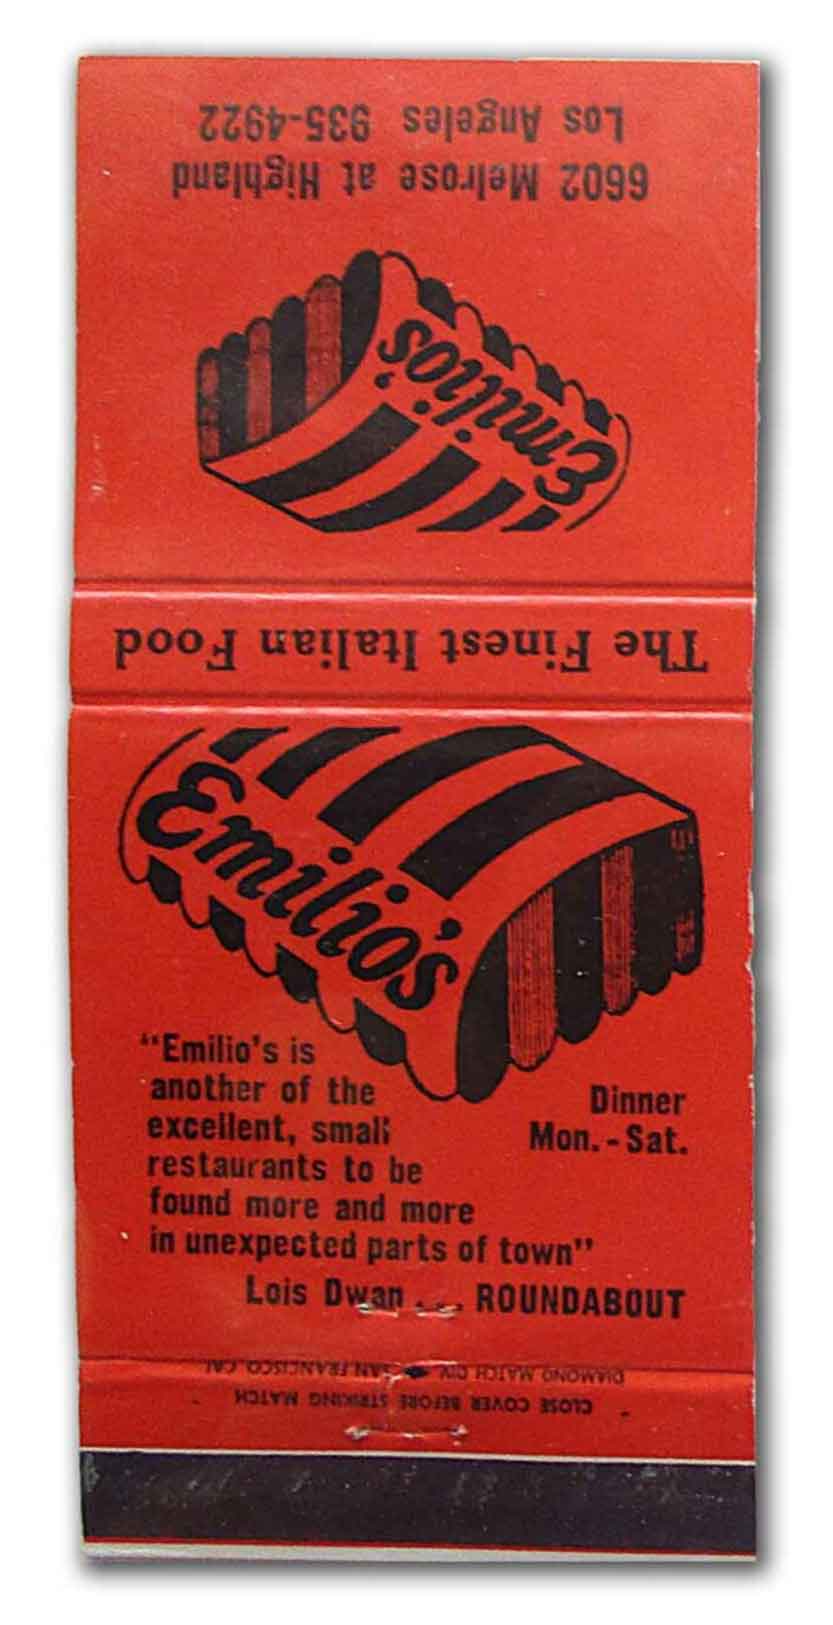 6602 Melrose at Highland
Los Angeles 935-4922
Emilio's
The Finest Italian Food
Emilio's
"Emilio's is
another of the
excellent, small
restaurants to be
found more and more
in unexpected parts of town"
Lois Dwan . . . ROUNDABOUT
Dinner
Mon. - Sat.
CLOSE COVER BEFORE STRIKING MATCH
DIAMOND MATCH DIV. SAN FRANCISCO, CAL.